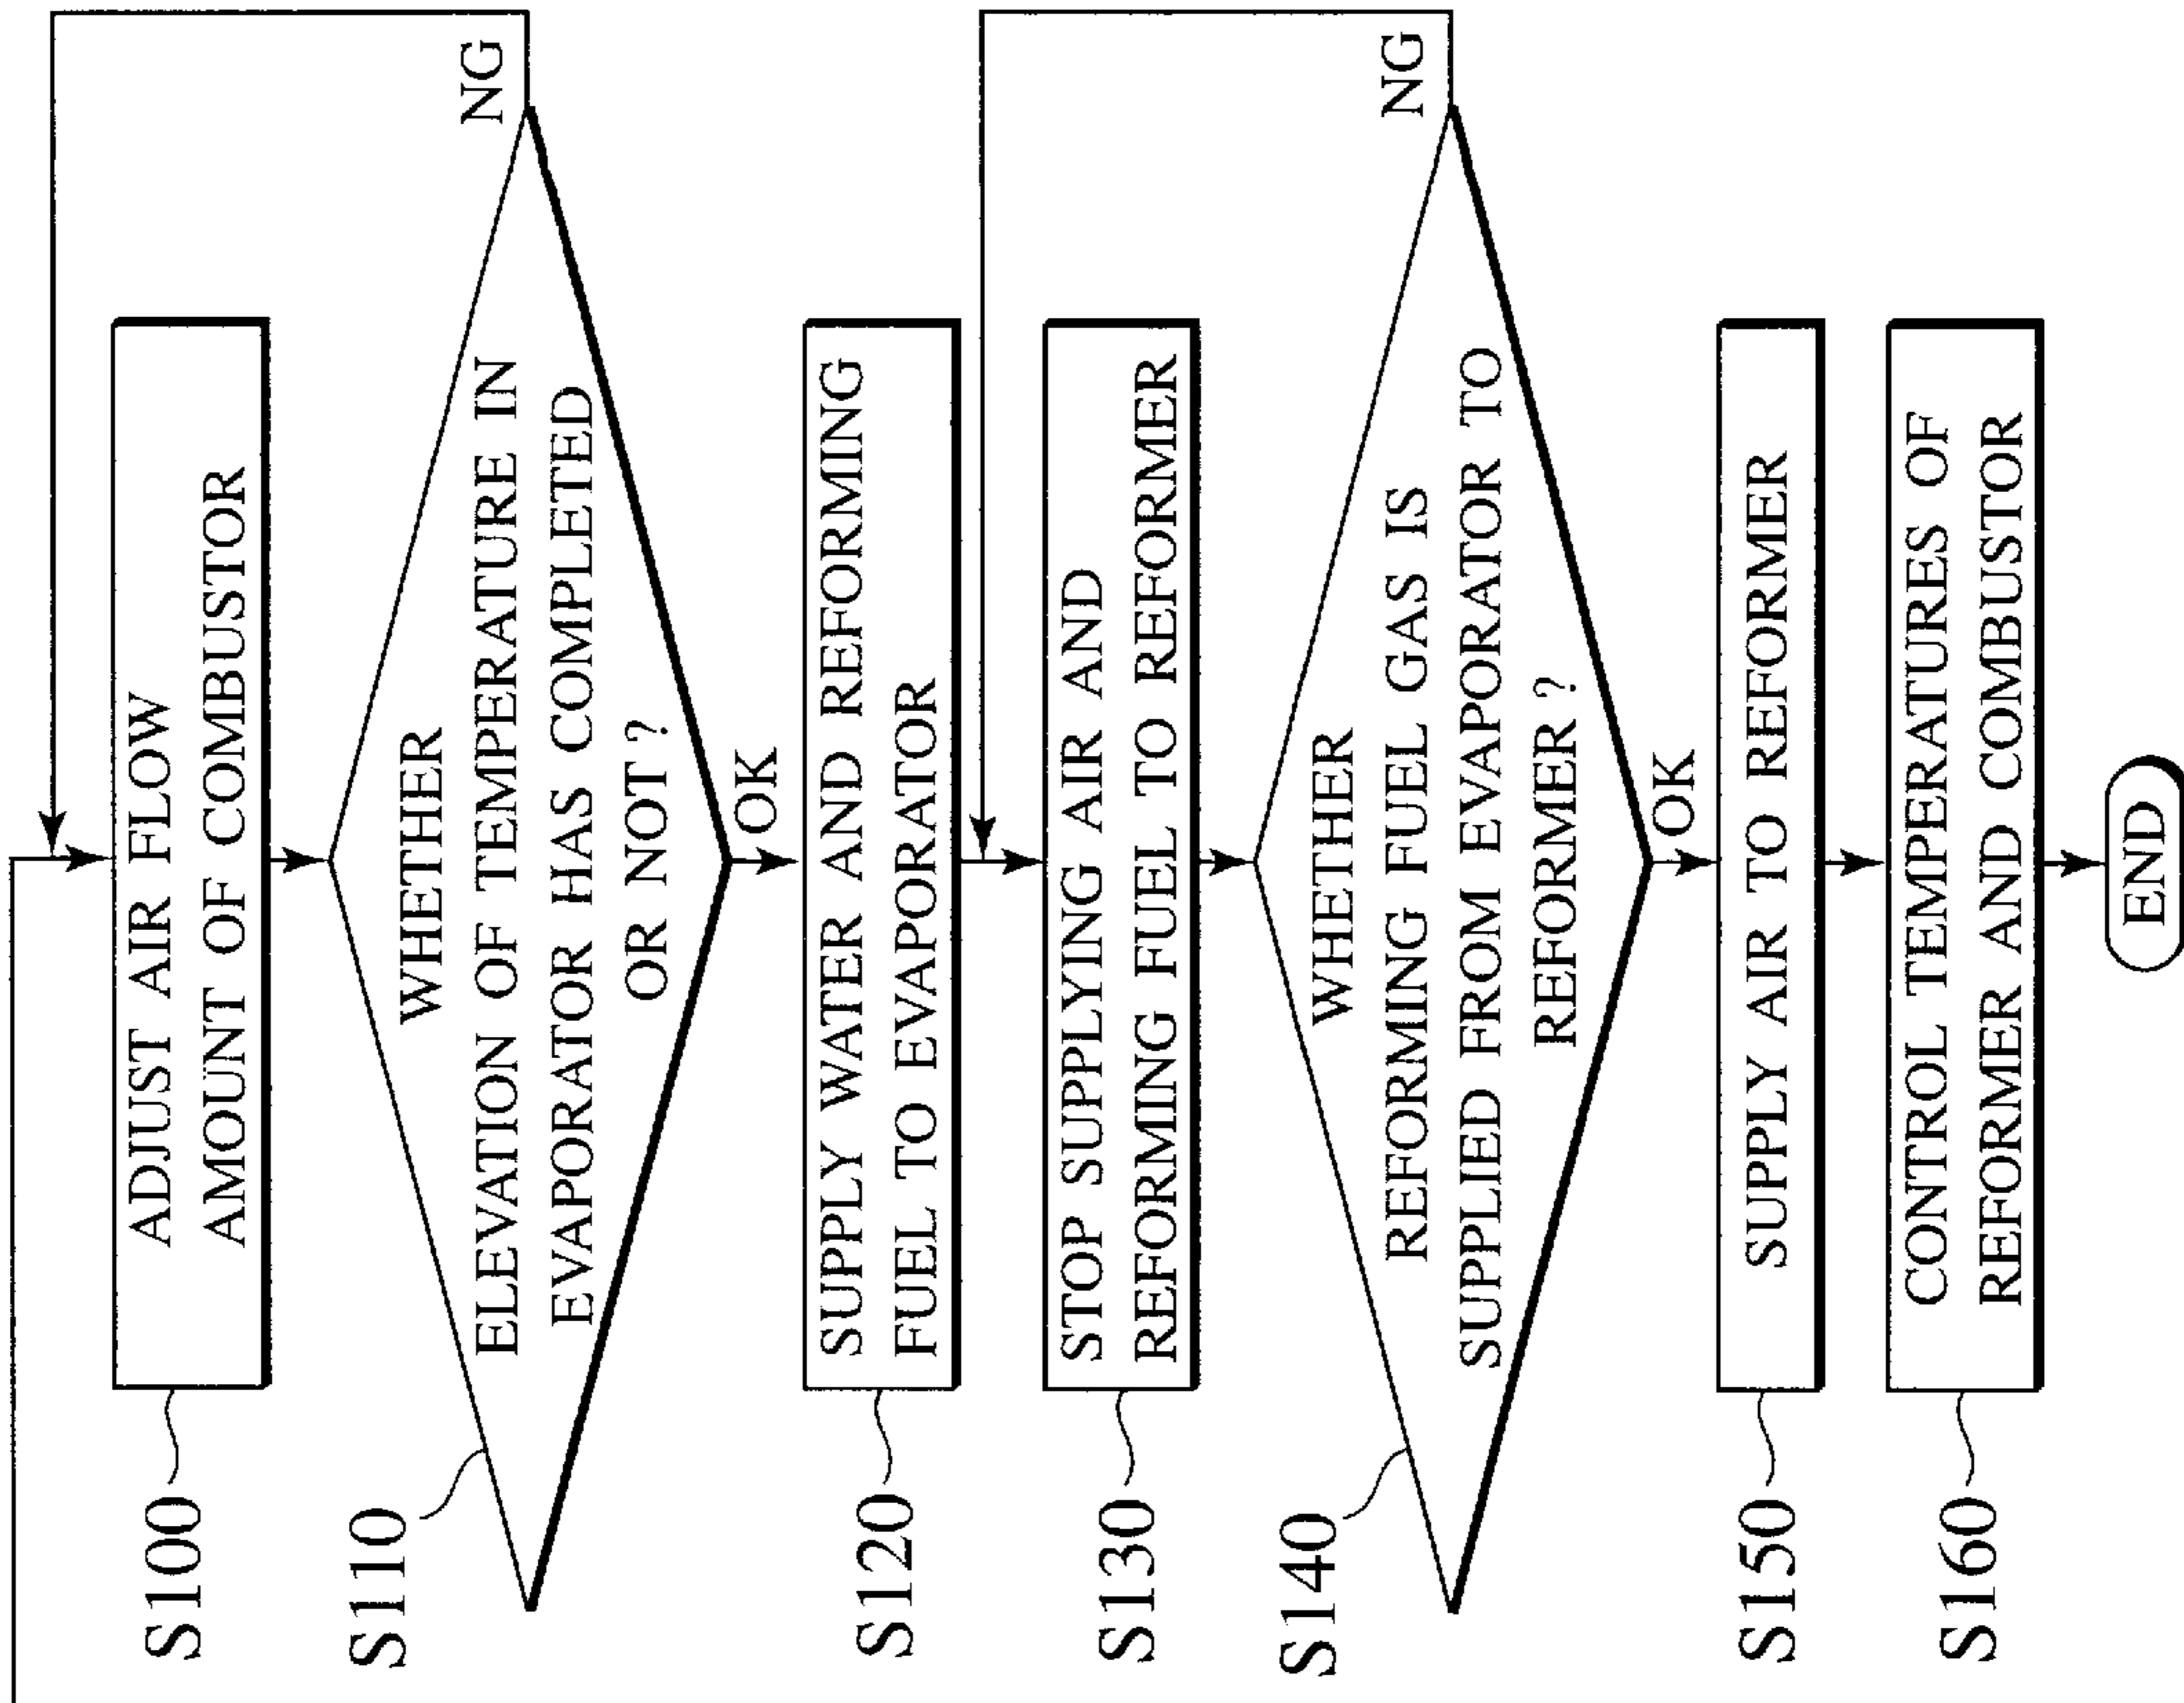 S100
ADJUST AIR FLOW
AMOUNT OF COMBUSTOR
S110
WHETHER
ELEVATION OF TEMPERATURE IN
EVAPORATOR HAS COMPLETED
OR NOT ?
NG
OK
S120
SUPPLY WATER AND REFORMING
FUEL TO EVAPORATOR
S130
STOP SUPPLYING AIR AND
REFORMING FUEL TO REFORMER
S140
WHETHER
REFORMING FUEL GAS IS
SUPPLIED FROM EVAPORATOR TO
REFORMER ?
NG
OK
S150
SUPPLY AIR TO REFORMER
S160
CONTROL TEMPERATURES OF
REFORMER AND COMBUSTOR
END